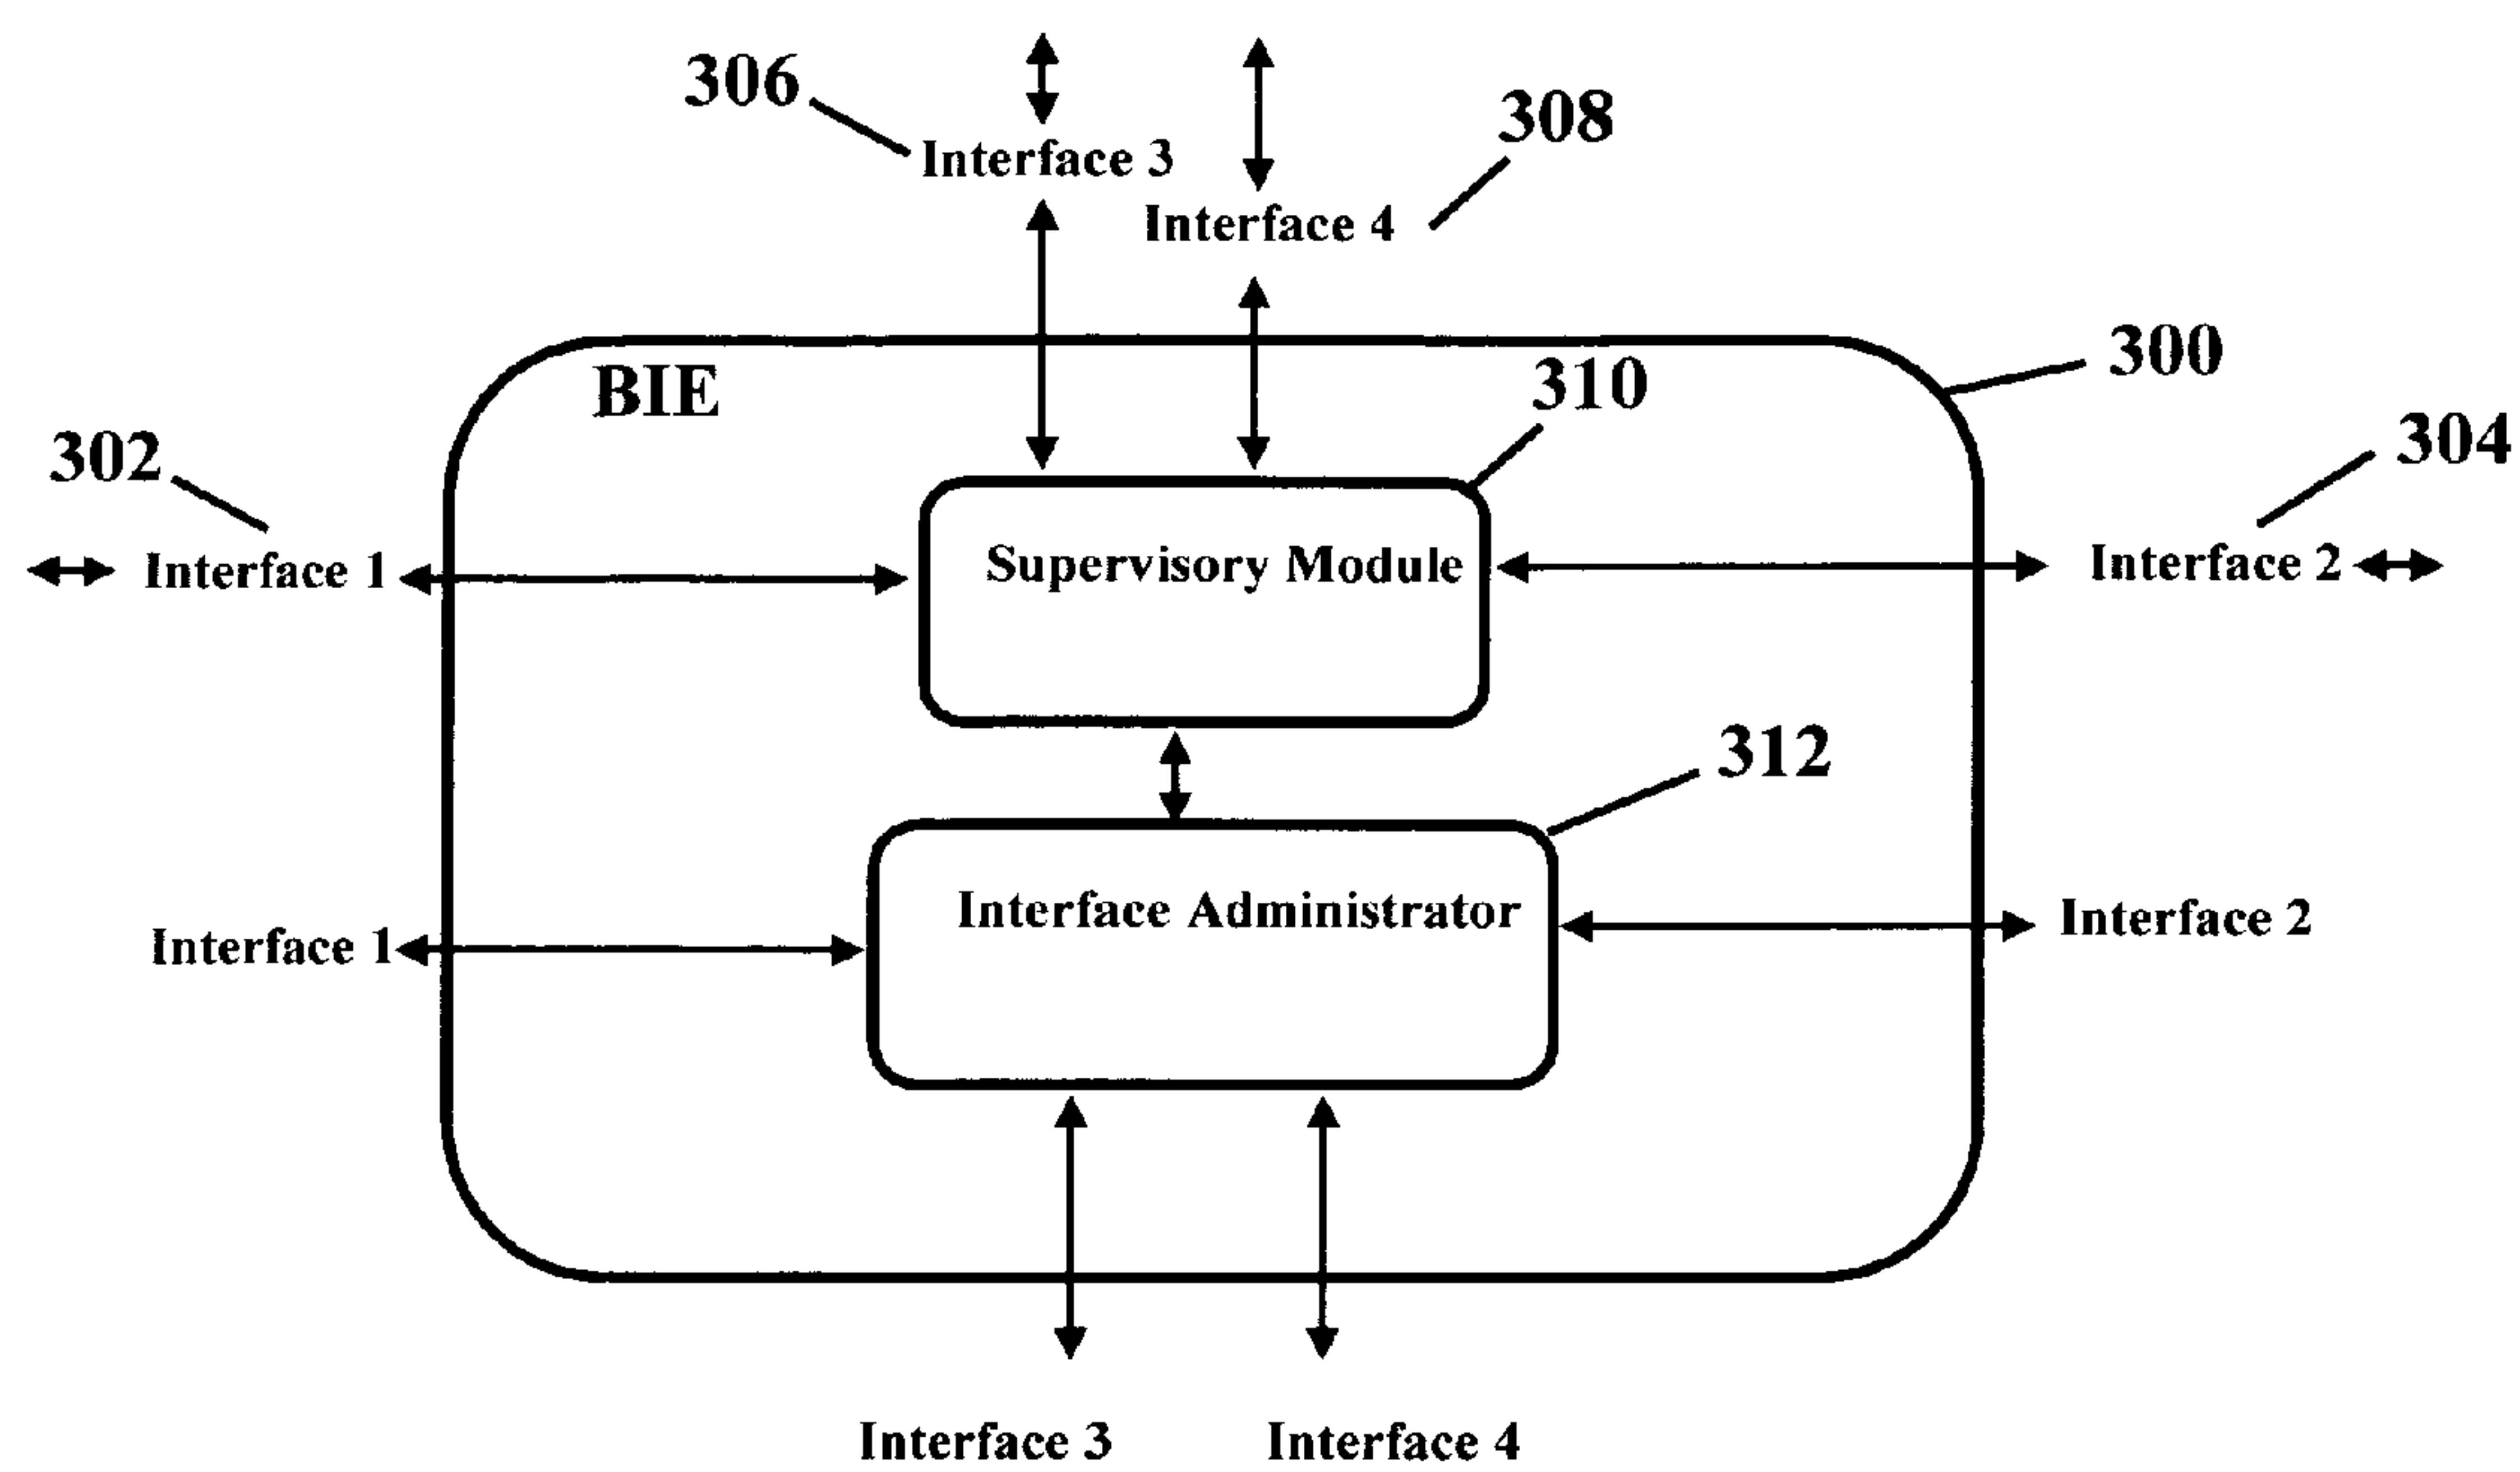 306
308
Interface 3
Interface 4
300
BIE
310
304
302
Supervisory Module
Interface 1
Interface 2
312
Interface Administrator
Interface 1
Interface 2
Interface 3
Interface 4